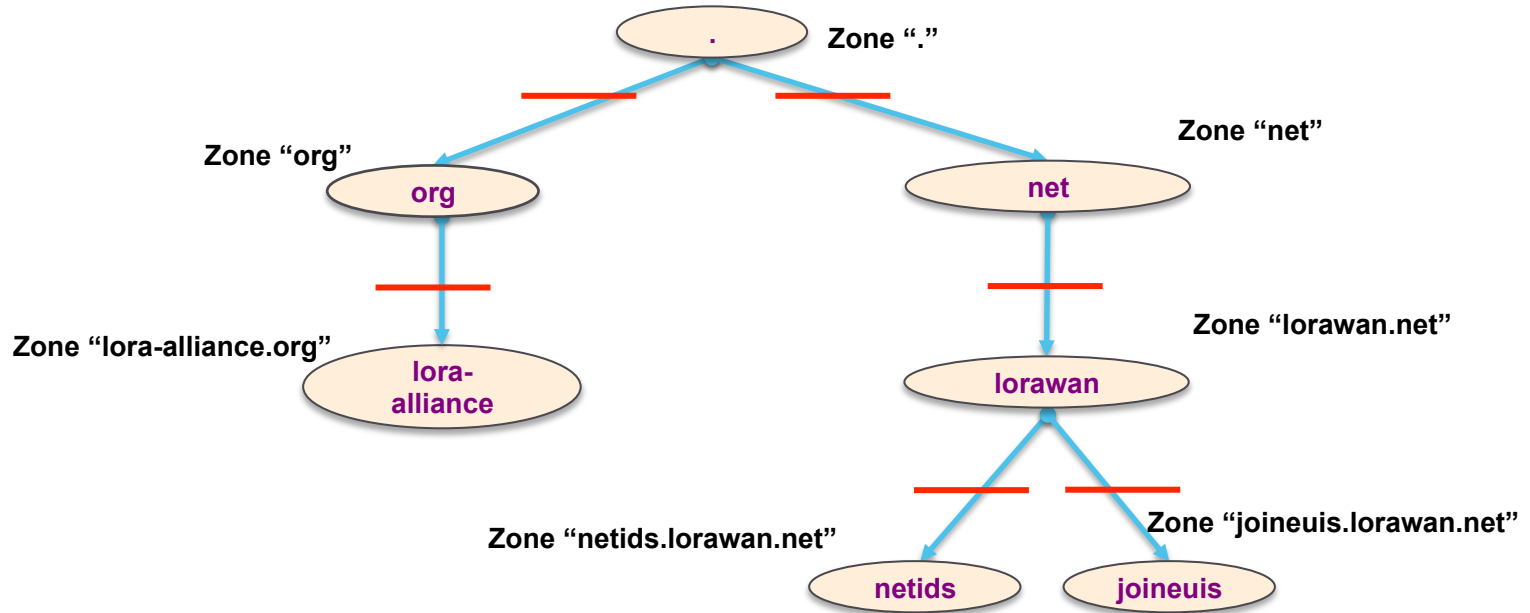 .
Zone “.”
Zone “net”
Zone “org”
org
net
Zone “lorawan.net”
Zone “lora-alliance.org”
lora-
alliance
lorawan
Zone “joineuis.lorawan.net”
Zone “netids.lorawan.net”
netids
joineuis